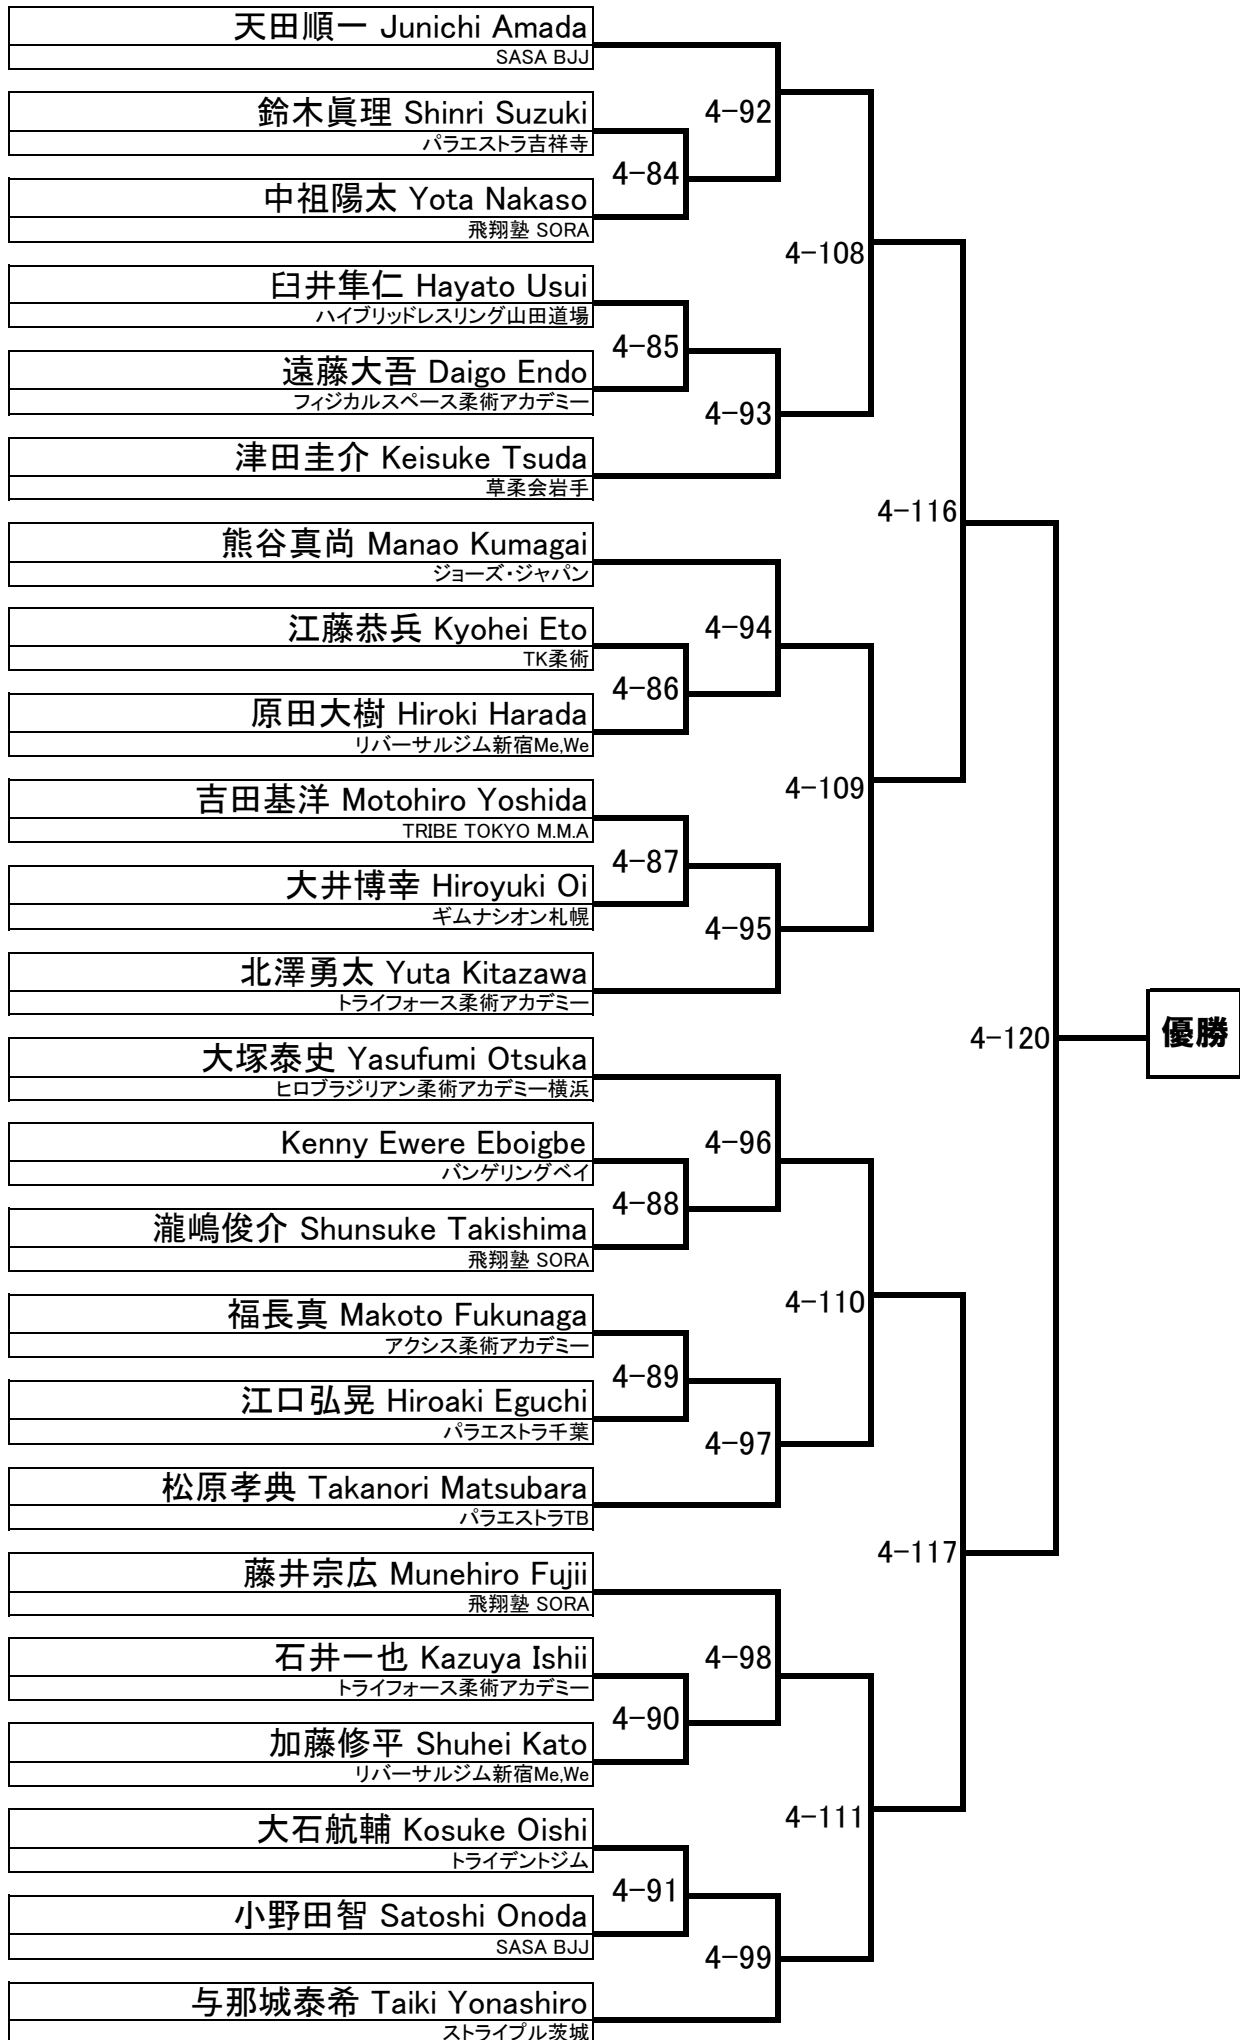 天田順一 Junichi Amada
SASA BJJ
鈴木眞理 Shinri Suzuki
パラエストラ吉祥寺
4-92
4-84
中祖陽太 Yota Nakaso
飛翔塾 SORA
4-108
臼井隼仁 Hayato Usui
ハイブリッドレスリング山田道場
4-85
遠藤大吾 Daigo Endo
フィジカルスペース柔術アカデミー
4-93
津田圭介 Keisuke Tsuda
草柔会岩手
4-116
熊谷真尚 Manao Kumagai
ジョーズ・ジャパン
江藤恭兵 Kyohei Eto
TK柔術
4-94
4-86
原田大樹 Hiroki Harada
リバーサルジム新宿Me,We
4-109
吉田基洋 Motohiro Yoshida
TRIBE TOKYO M.M.A
4-87
大井博幸 Hiroyuki Oi
ギムナシオン札幌
4-95
北澤勇太 Yuta Kitazawa
トライフォース柔術アカデミー
4-120
優勝
大塚泰史 Yasufumi Otsuka
ヒロブラジリアン柔術アカデミー横浜
Kenny Ewere Eboigbe
バンゲリングベイ
4-96
4-88
瀧嶋俊介 Shunsuke Takishima
飛翔塾 SORA
4-110
福長真 Makoto Fukunaga
アクシス柔術アカデミー
4-89
江口弘晃 Hiroaki Eguchi
パラエストラ千葉
4-97
松原孝典 Takanori Matsubara
パラエストラTB
4-117
藤井宗広 Munehiro Fujii
飛翔塾 SORA
石井一也 Kazuya Ishii
トライフォース柔術アカデミー
4-98
4-90
加藤修平 Shuhei Kato
リバーサルジム新宿Me,We
4-111
大石航輔 Kosuke Oishi
トライデントジム
4-91
小野田智 Satoshi Onoda
SASA BJJ
4-99
与那城泰希 Taiki Yonashiro
ストライプル茨城